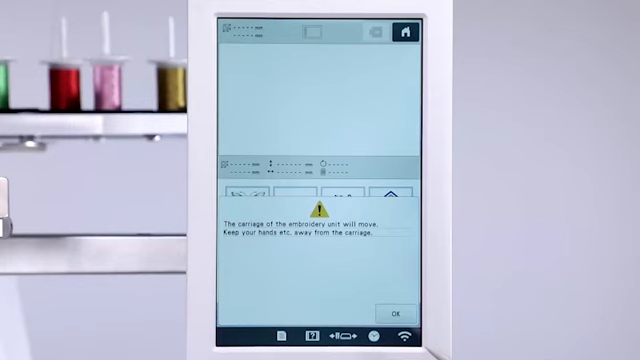 The carriage of the embroidery unit will move.
Keep your hands etc. away from the carriage.
OK